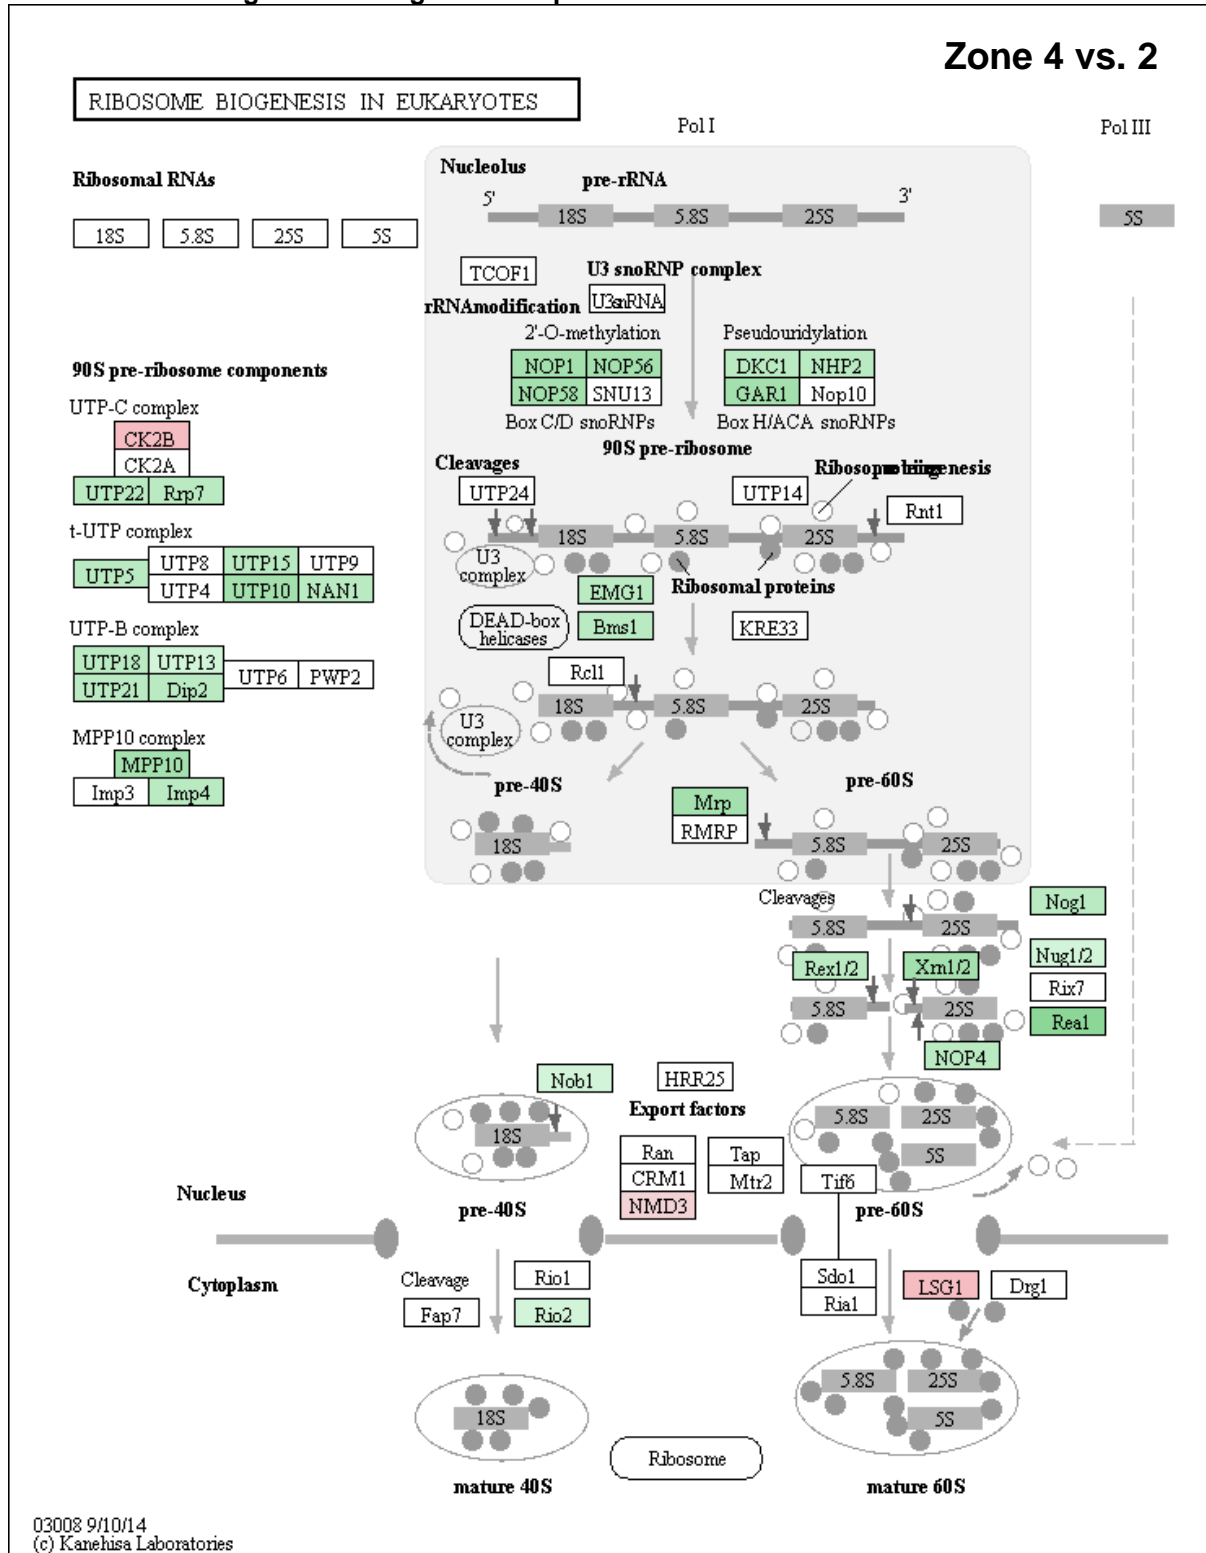 Zone 4 vs. 2
RIBOSOME BIOGENESIS IN EUKARYOTES
Pol I
Pol III
Ribosomal RNAs
18S 5.8S 25S 5S
Nucleolus
pre-rRNA
5' 3'
18S 5.8S 25S
5S
TCOF1
U3 snoRNP complex
rRNAmodification
2'-O-methylation
Pseudouridylation
NOP1 NOP56
NOP58 SNU13
DKC1 NHP2
GAR1 Nop10
Box C/D snoRNPs
Box H/ACA snoRNPs
90S pre-ribosome components
UTP-C complex
CK2B
CK2A
UTP22 Rrp7
t-UTP complex
UTP5
UTP8 UTP15 UTP9
UTP4 UTP10 NAN1
UTP-B complex
UTP18 UTP13
UTP21 Dip2
UTP6 PWP2
MPP10 complex
MPP10
Imp3 Imp4
90S pre-ribosome
Cleavages
UTP24
UTP14
Rnt1
18S 5.8S 25S
U3
complex
EMG1
Ribosomal proteins
DEAD-box
helicases
Bms1
KRE33
Rcl1
18S 5.8S 25S
U3
complex
pre-40S
pre-60S
Mrp
RMRP
18S
5.8S 25S
Cleavages
Nog1
5.8S 25S
Rex1/2
Xrn1/2
Nug1/2
Rix7
Rea1
5.8S 25S
NOP4
Nob1
HRR25
Export factors
18S
Ran
CRM1
NMD3
Tap
Mtr2
5.8S 25S
5S
Tif6
Nucleus
pre-40S
pre-60S
Cytoplasm
Cleavage
Fap7
Rio1
Rio2
Sdo1
Ria1
LSG1
Drg1
18S
5.8S 25S
5S
Ribosome
mature 40S
mature 60S
03008 9/10/14
(c) Kanehisa Laboratories